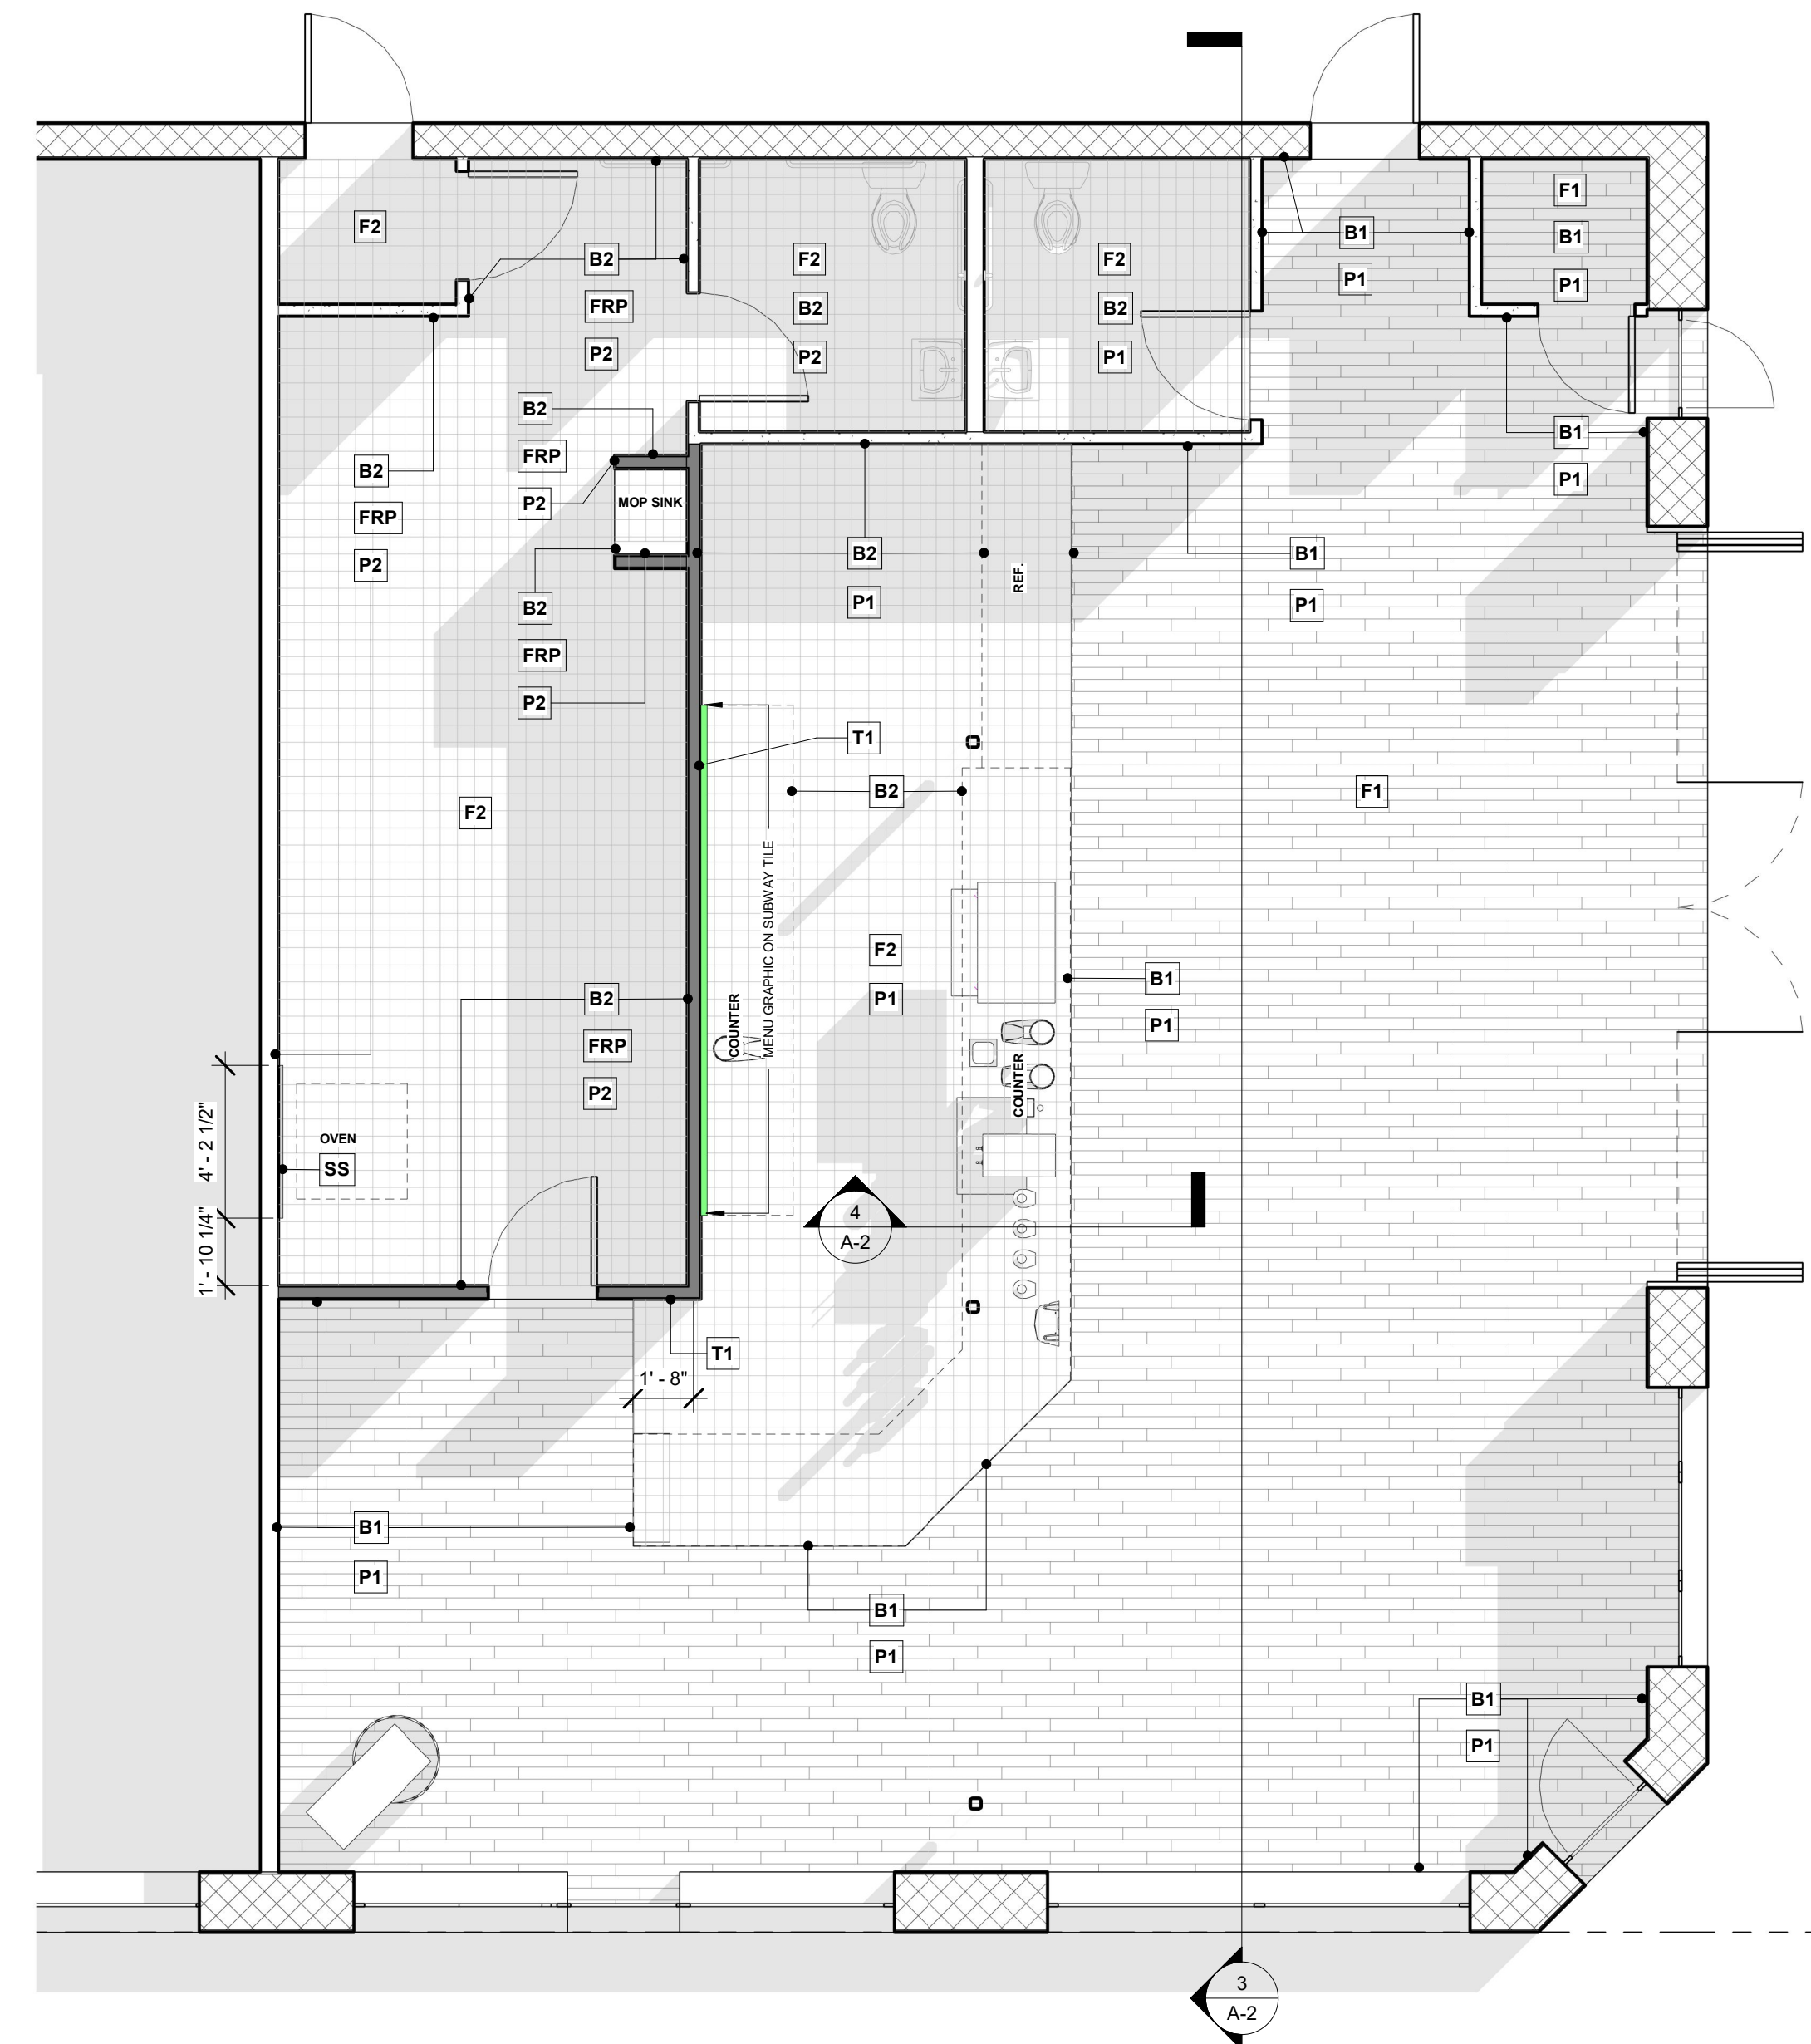 F2
B2
FRP
P2
F2
B2
P2
F2
B2
P1
B1
P1
F1
B1
P1
B2
FRP
P2
MOP SINK
B2
FRP
P2
B2
FRP
P2
B2
P1
REF.
B1
P1
B1
P1
T1
B2
F1
F2
MENU GRAPHIC ON SUBWAY TILE
COUNTER
F2
P1
B1
P1
COUNTER
B2
FRP
P2
4' - 2 1/2"
OVEN
SS
1' - 10 1/4"
4
A-2
T1
1' - 8"
B1
P1
B1
P1
B1
P1
3
A-2